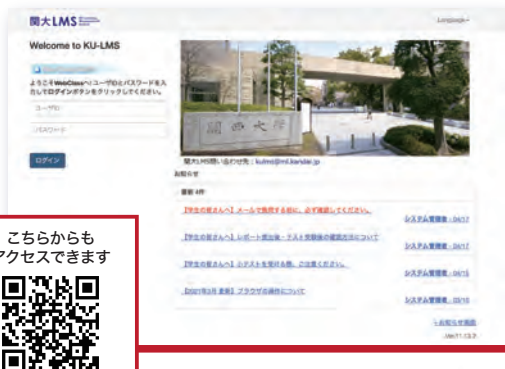 関大LMS
Language
Welcome to KU-LMS
ようこそWebClassへ!ユーザIDとパスワードを入
力してログインボタンをクリックしてください。
ユーザID
パスワード
ログイン
関西大学
関大LMS問い合わせ先：kulms@ml.kandai.jp
お知らせ
最新 4件
【学生の皆さんへ】メールで質問する前に、必ず確認してください。
システム管理者 - 04/17
【学生の皆さんへ】レポート提出後・テスト受験後の確認方法について
システム管理者 - 04/17
【学生の皆さんへ】小テストを受ける際、ご注意ください。
システム管理者 - 04/15
【2021年3月 更新】ブラウザの操作について
システム管理者 - 03/10
»お知らせ画面
こちらからも
アクセスできます